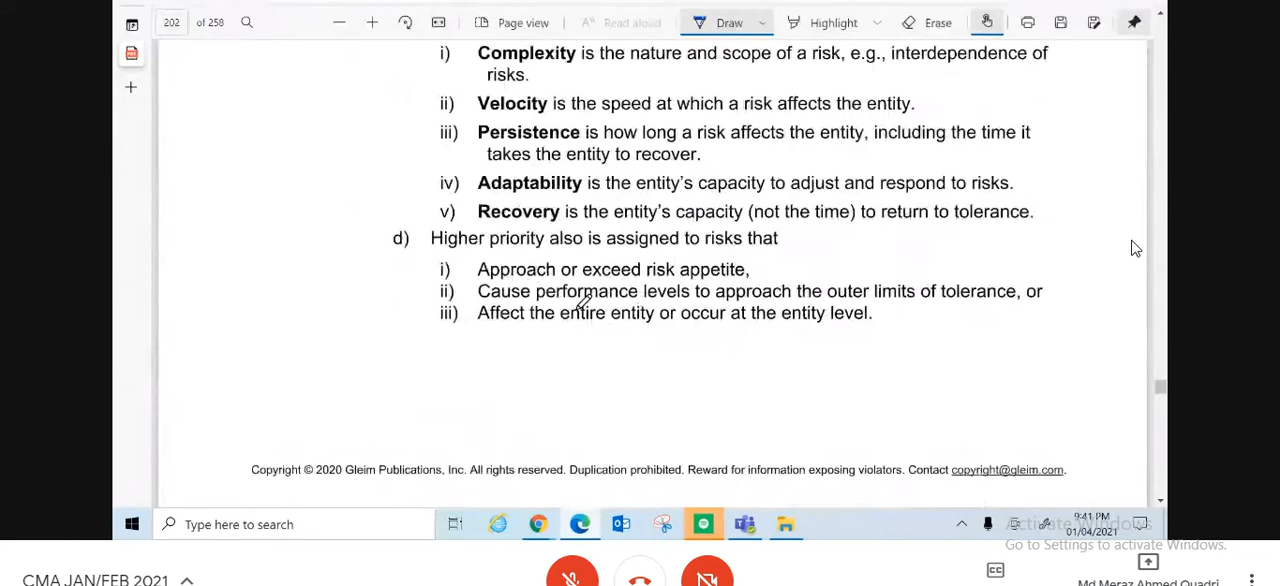 202 of 258 Page view Read aloud Draw Highlight Erase
i) Complexity is the nature and scope of a risk, e.g., interdependence of
risks.
ii) Velocity is the speed at which a risk affects the entity.
iii) Persistence is how long a risk affects the entity, including the time it
takes the entity to recover.
iv) Adaptability is the entity's capacity to adjust and respond to risks.
v) Recovery is the entity's capacity (not the time) to return to tolerance.
d) Higher priority also is assigned to risks that
i) Approach or exceed risk appetite,
ii) Cause performance levels to approach the outer limits of tolerance, or
iii) Affect the entire entity or occur at the entity level.
Copyright © 2020 Gleim Publications, Inc. All rights reserved. Duplication prohibited. Reward for information exposing violators. Contact copyright@gleim.com.
Type here to search
9:41 PM
01/04/2021
Activate Windows
Go to Settings to activate Windows.
CMA JAN/FEB 2021
Md Meraz Ahmed Quadri